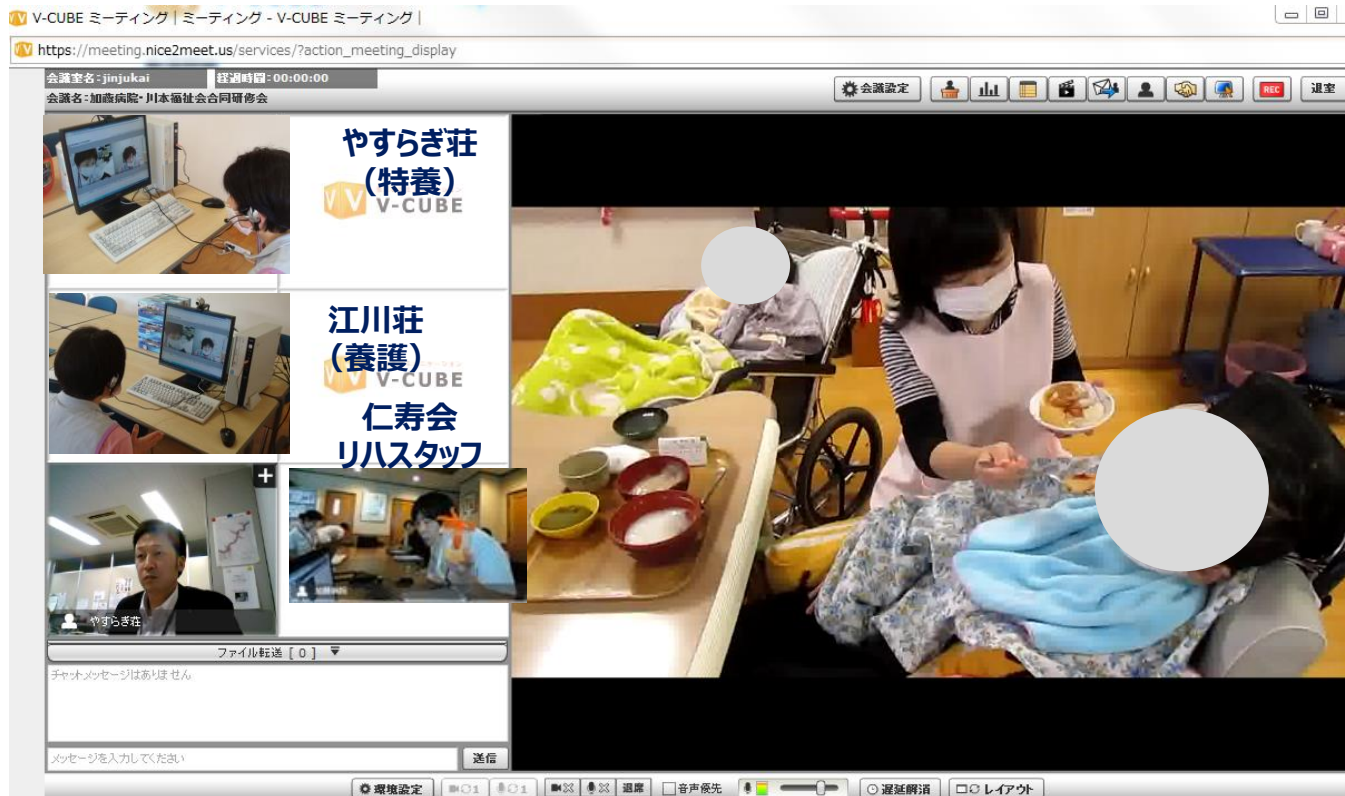 V-CUBE ミーティング | ミーティング - V-CUBE ミーティング |
https://meeting.nice2meet.us/services/?action_meeting_display
会議室名:jinjukai 経過時間:00:00:00
会議名:加藤病院・川本福祉会合同研修会
会議設定
REC
退室
やすらぎ荘
(特養)
V-CUBE
江川荘
(養護)
V-CUBE
仁寿会
リハスタッフ
やすらぎ荘
加藤病院
ファイル転送 [ 0 ] ▼
チャットメッセージはありません
メッセージを入力してください 送信
環境設定 1 1 退席 音声優先 遅延解消 レイアウト